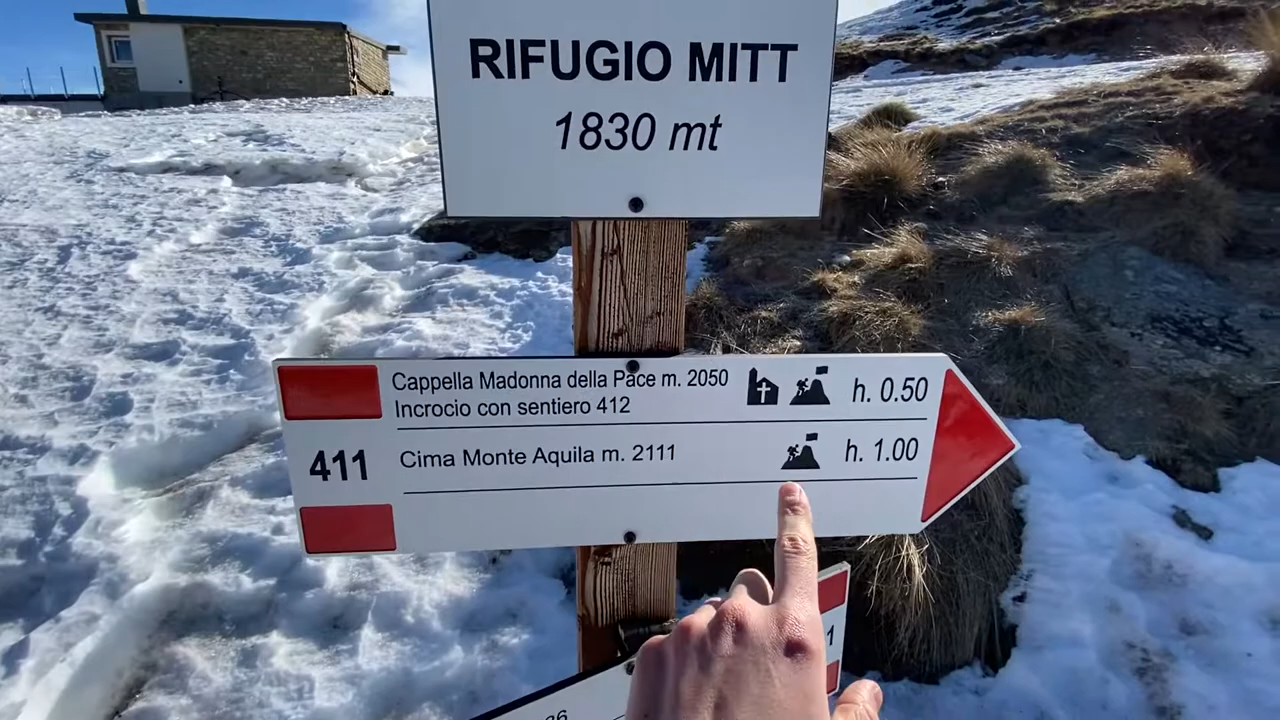 RIFUGIO MITT
1830 mt
Cappella Madonna della Pace m. 2050
Incrocio con sentiero 412
h. 0.50
411
Cima Monte Aquila m. 2111
h. 1.00